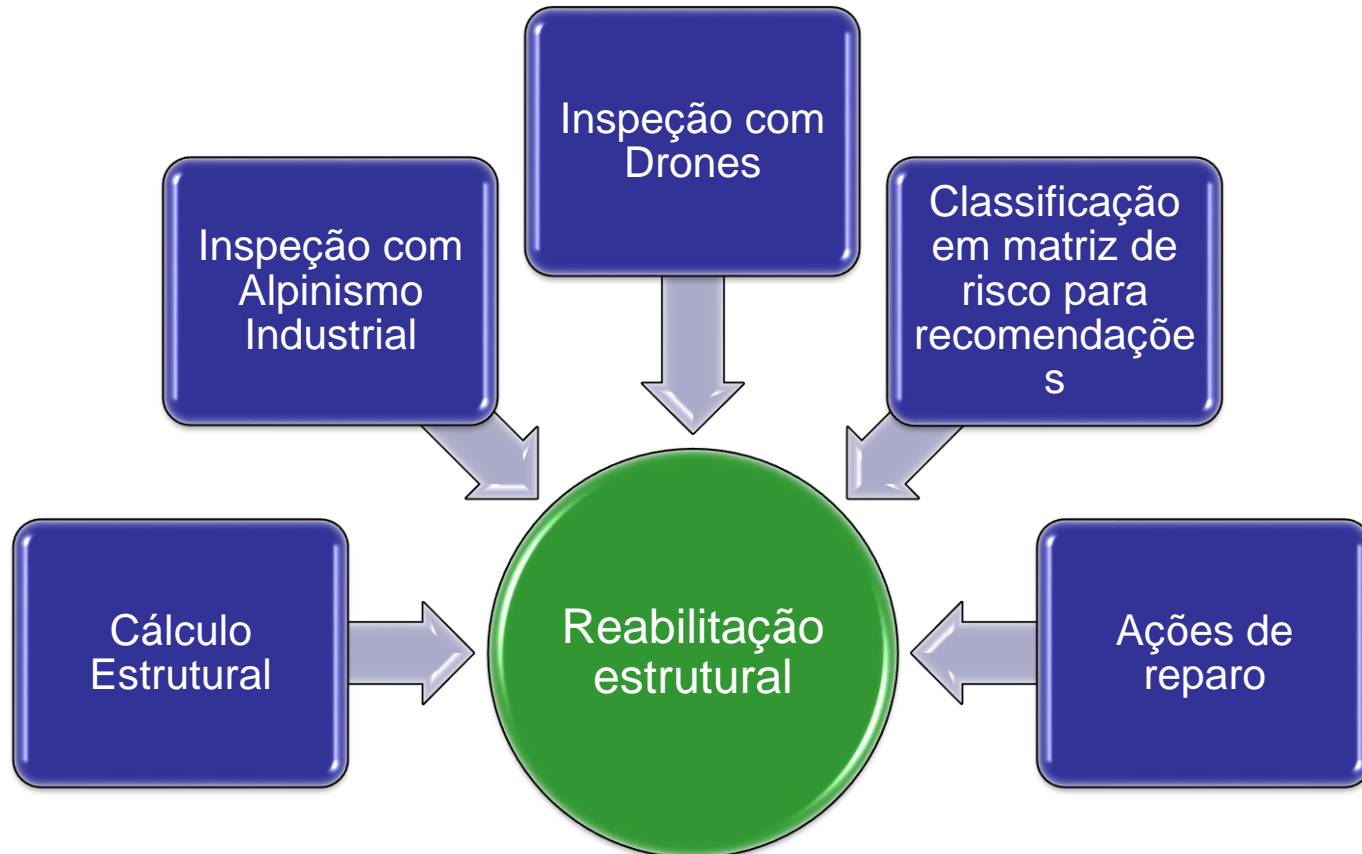 Inspeção com
Drones
Inspeção com
Alpinismo
Industrial
Classificação
em matriz de
risco para
recomendaçõe
s
Cálculo
Estrutural
Reabilitação
estrutural
Ações de
reparo